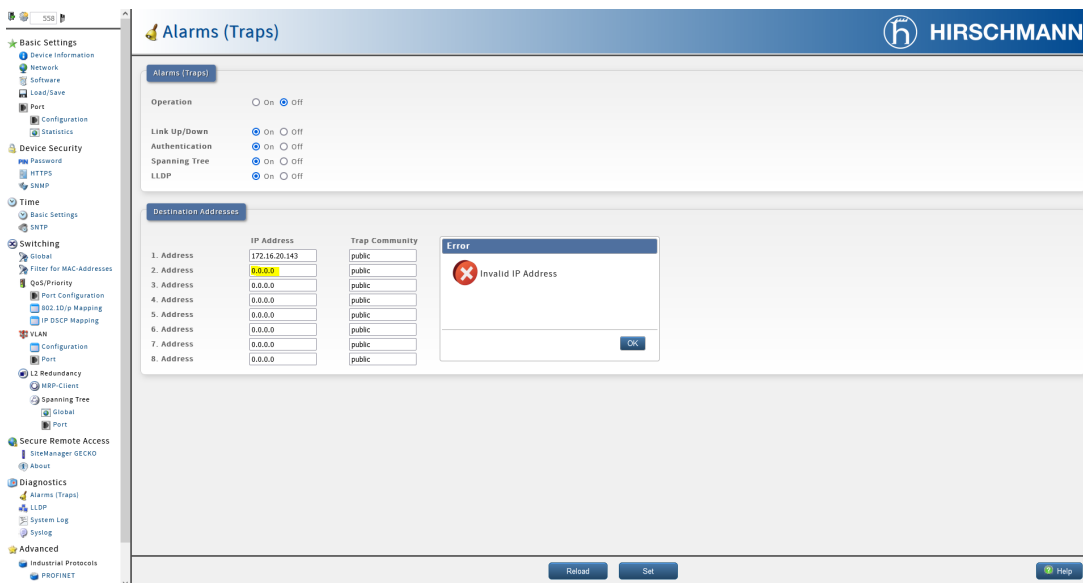 558
Basic Settings
Device Information
Network
Software
Load/Save
Port
Configuration
Statistics
Device Security
PIN Password
HTTPS
SNMP
Time
Basic Settings
SNTP
Switching
Global
Filter for MAC-Addresses
QoS/Priority
Port Configuration
802.1D/p Mapping
IP DSCP Mapping
VLAN
Configuration
Port
L2 Redundancy
MRP-Client
Spanning Tree
Global
Port
Secure Remote Access
SiteManager GECKO
About
Diagnostics
Alarms (Traps)
LLDP
System Log
Syslog
Advanced
Industrial Protocols
PROFINET
Alarms (Traps)
HIRSCHMANN
Alarms (Traps)
Operation On Off
Link Up/Down On Off
Authentication On Off
Spanning Tree On Off
LLDP On Off
Destination Addresses
IP Address Trap Community
1. Address 172.16.20.143 public
2. Address 0.0.0.0 public
3. Address 0.0.0.0 public
4. Address 0.0.0.0 public
5. Address 0.0.0.0 public
6. Address 0.0.0.0 public
7. Address 0.0.0.0 public
8. Address 0.0.0.0 public
Error
Invalid IP Address
OK
Reload Set Help